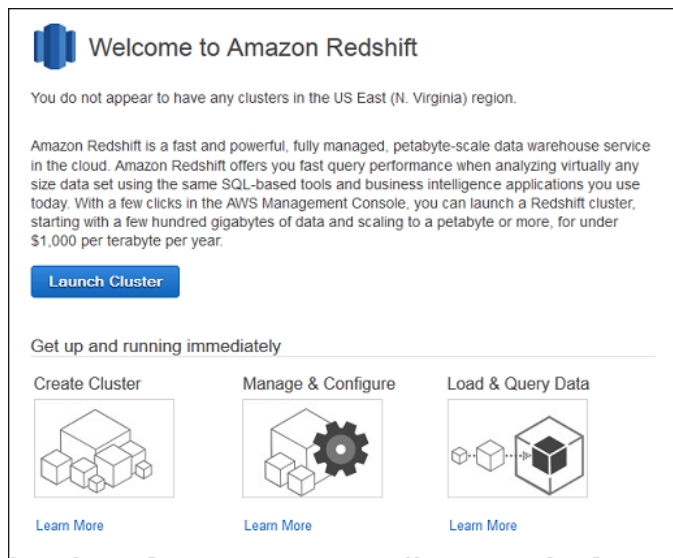 Welcome to Amazon Redshift
You do not appear to have any clusters in the US East (N. Virginia) region.
Amazon Redshift is a fast and powerful, fully managed, petabyte-scale data warehouse service
in the cloud. Amazon Redshift offers you fast query performance when analyzing virtually any
size data set using the same SQL-based tools and business intelligence applications you use
today. With a few clicks in the AWS Management Console, you can launch a Redshift cluster,
starting with a few hundred gigabytes of data and scaling to a petabyte or more, for under
$1,000 per terabyte per year.
Launch Cluster
Get up and running immediately
Create Cluster
Manage & Configure
Load & Query Data
Learn More
Learn More
Learn More